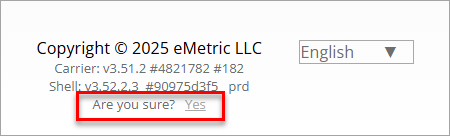 Copyright © 2025 eMetric LLC
English ▼
Carrier: v3.51.2 #4821782 #182
Shell: v3.52.2.3 #90975d3f5 prd
Are you sure? Yes